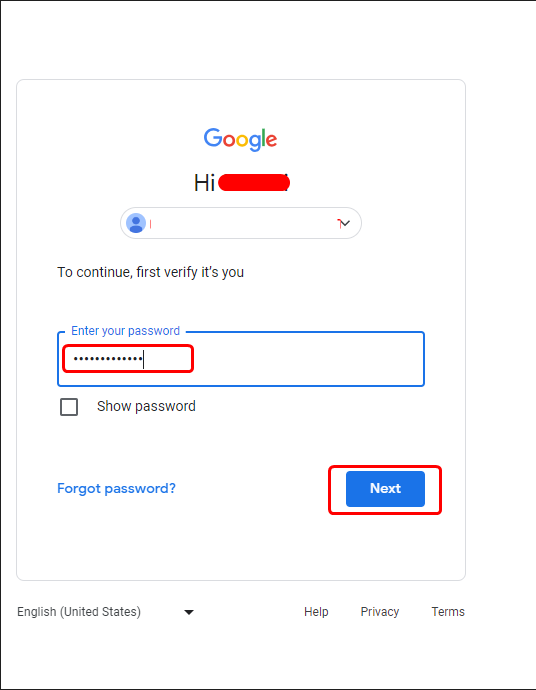 Google
Hi
To continue, first verify it’s you
Enter your password
•••••••••••••
Show password
Forgot password?
Next
English (United States)
Help Privacy Terms